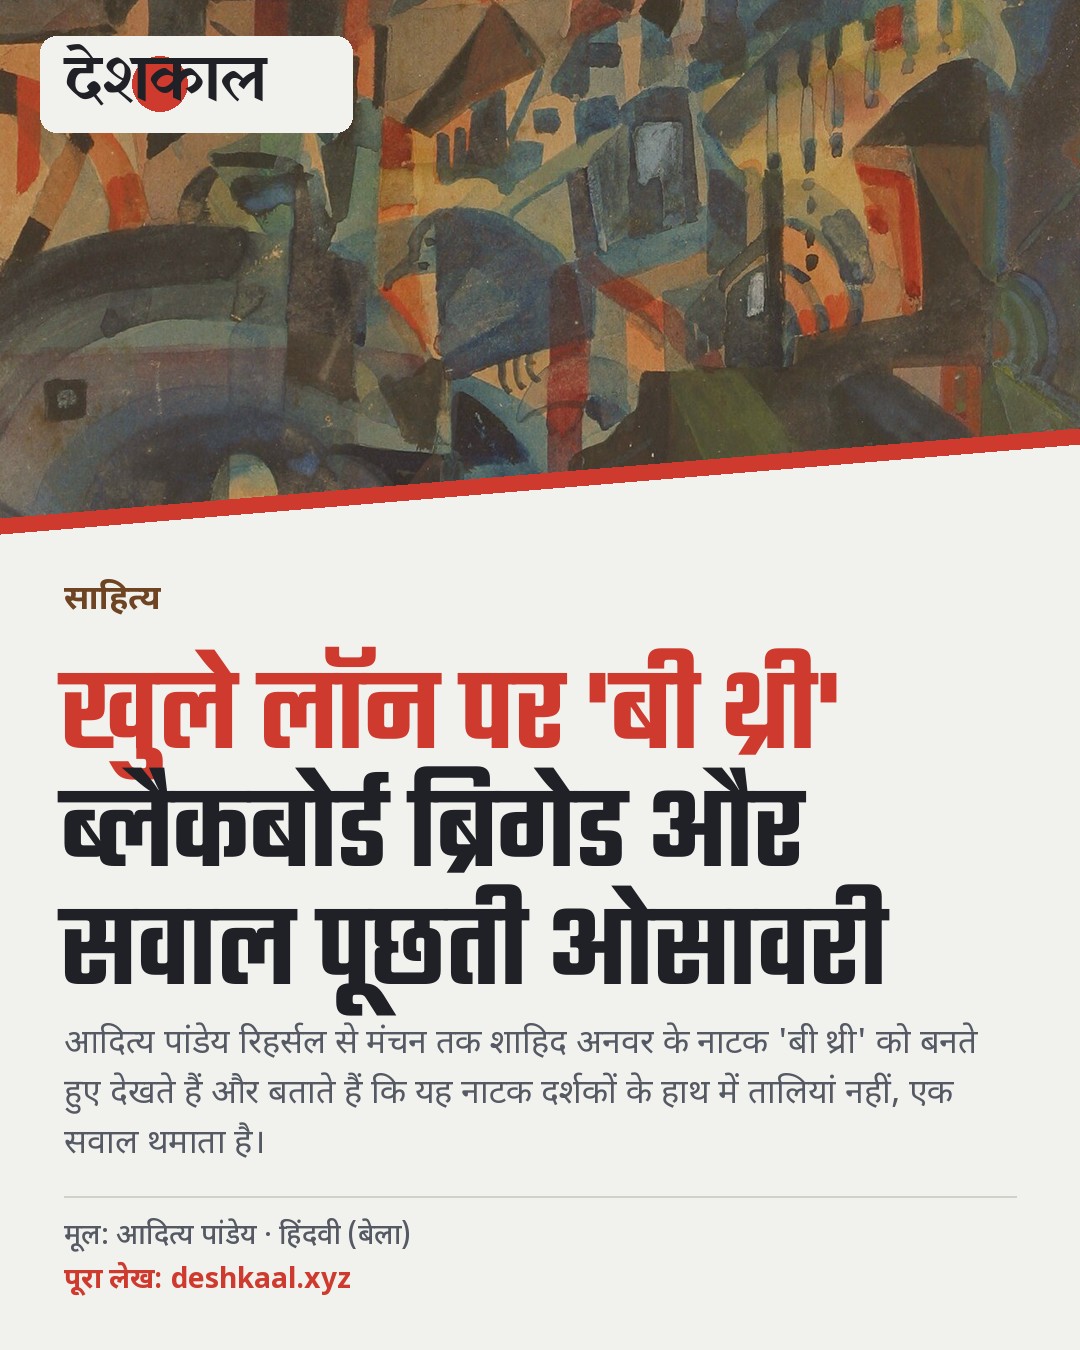 देशकाल
साहित्य
खुले लॉन पर 'बी थ्री'
ब्लैकबोर्ड ब्रिगेड और
सवाल पूछती ओसावरी
आदित्य पांडेय रिहर्सल से मंचन तक शाहिद अनवर के नाटक 'बी थ्री' को बनते
हुए देखते हैं और बताते हैं कि यह नाटक दर्शकों के हाथ में तालियां नहीं, एक
सवाल थमाता है।
मूल: आदित्य पांडेय · हिंदवी (बेला)
पूरा लेख: deshkaal.xyz